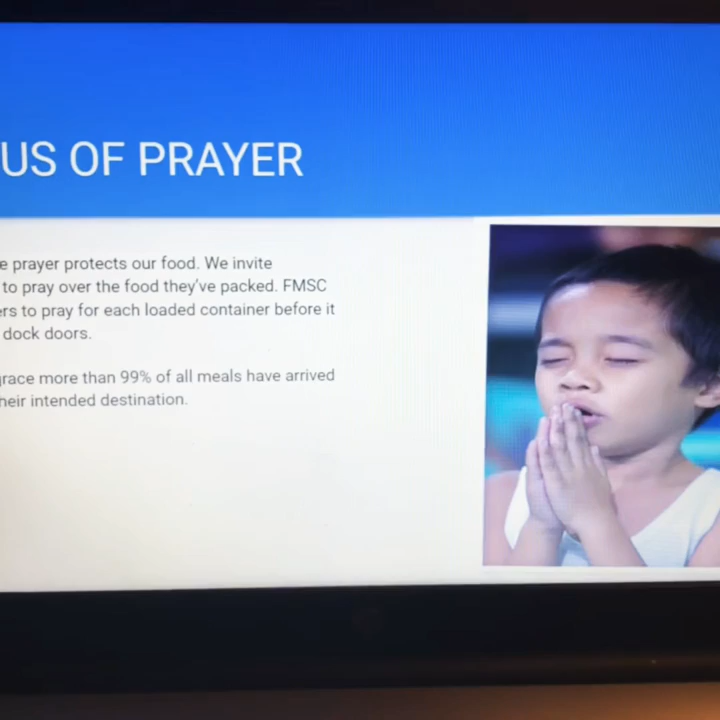 US OF PRAYER
e prayer protects our food. We invite
to pray over the food they've packed. FMSC
ers to pray for each loaded container before it
dock doors.
grace more than 99% of all meals have arrived
heir intended destination.